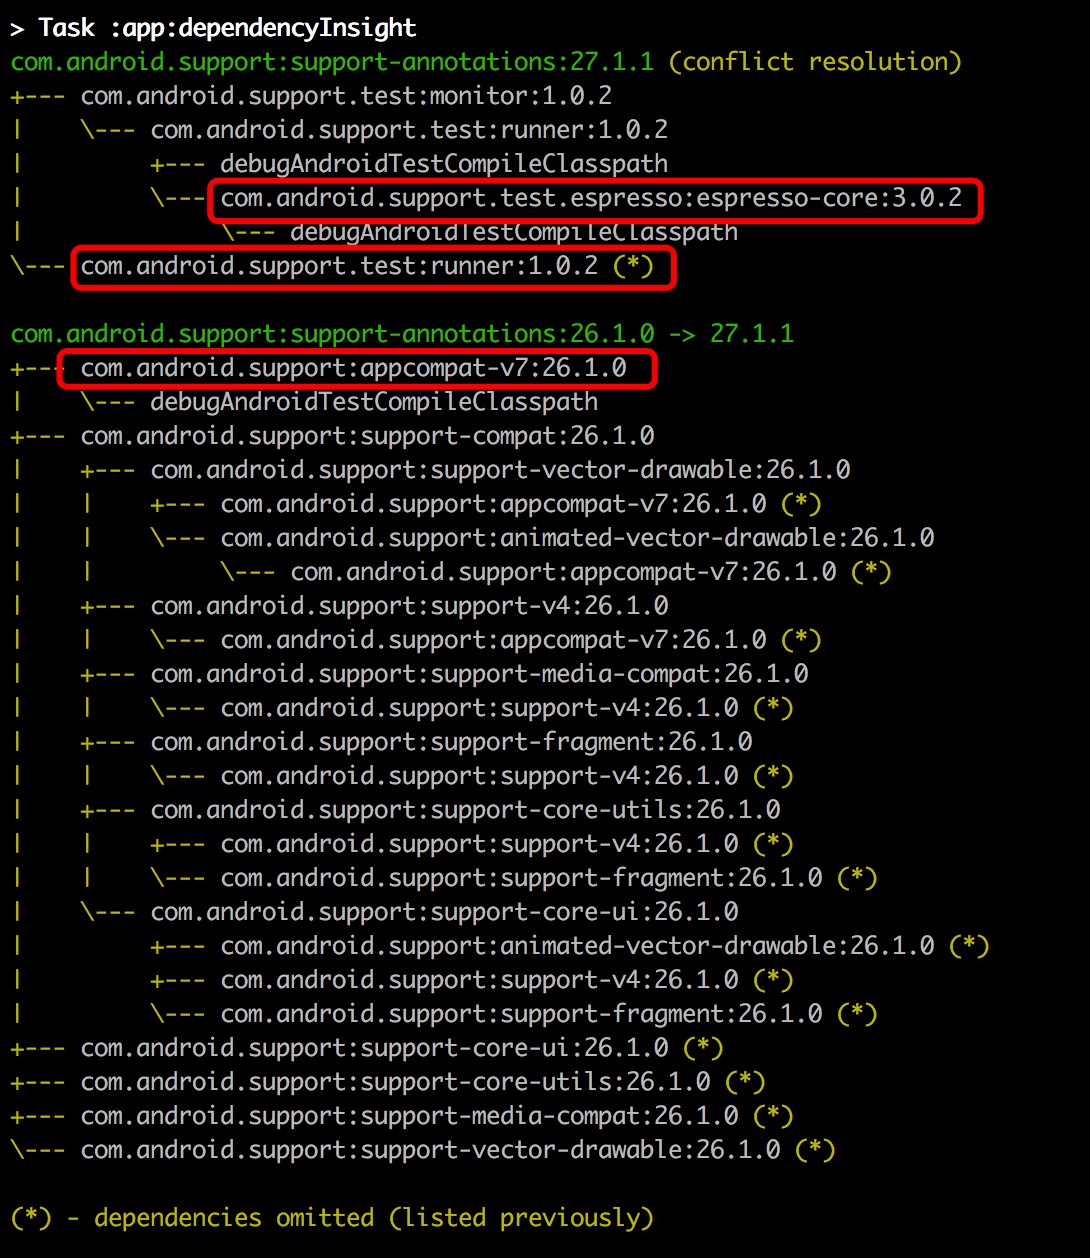 > Task :app:dependencyInsight
com.android.support:support-annotations:27.1.1 (conflict resolution)
+--- com.android.support.test:monitor:1.0.2
|    \--- com.android.support.test:runner:1.0.2
|         +--- debugAndroidTestCompileClasspath
|         \--- com.android.support.test.espresso:espresso-core:3.0.2
|              \--- debugAndroidTestCompileClasspath
\--- com.android.support.test:runner:1.0.2 (*)

com.android.support:support-annotations:26.1.0 -> 27.1.1
+--- com.android.support:appcompat-v7:26.1.0
|    \--- debugAndroidTestCompileClasspath
+--- com.android.support:support-compat:26.1.0
|    +--- com.android.support:support-vector-drawable:26.1.0
|    |    +--- com.android.support:appcompat-v7:26.1.0 (*)
|    |    \--- com.android.support:animated-vector-drawable:26.1.0
|    |         \--- com.android.support:appcompat-v7:26.1.0 (*)
|    +--- com.android.support:support-v4:26.1.0
|    |    \--- com.android.support:appcompat-v7:26.1.0 (*)
|    +--- com.android.support:support-media-compat:26.1.0
|    |    \--- com.android.support:support-v4:26.1.0 (*)
|    +--- com.android.support:support-fragment:26.1.0
|    |    \--- com.android.support:support-v4:26.1.0 (*)
|    +--- com.android.support:support-core-utils:26.1.0
|    |    +--- com.android.support:support-v4:26.1.0 (*)
|    |    \--- com.android.support:support-fragment:26.1.0 (*)
|    \--- com.android.support:support-core-ui:26.1.0
|         +--- com.android.support:animated-vector-drawable:26.1.0 (*)
|         +--- com.android.support:support-v4:26.1.0 (*)
|         \--- com.android.support:support-fragment:26.1.0 (*)
+--- com.android.support:support-core-ui:26.1.0 (*)
+--- com.android.support:support-core-utils:26.1.0 (*)
+--- com.android.support:support-media-compat:26.1.0 (*)
\--- com.android.support:support-vector-drawable:26.1.0 (*)

(*) - dependencies omitted (listed previously)